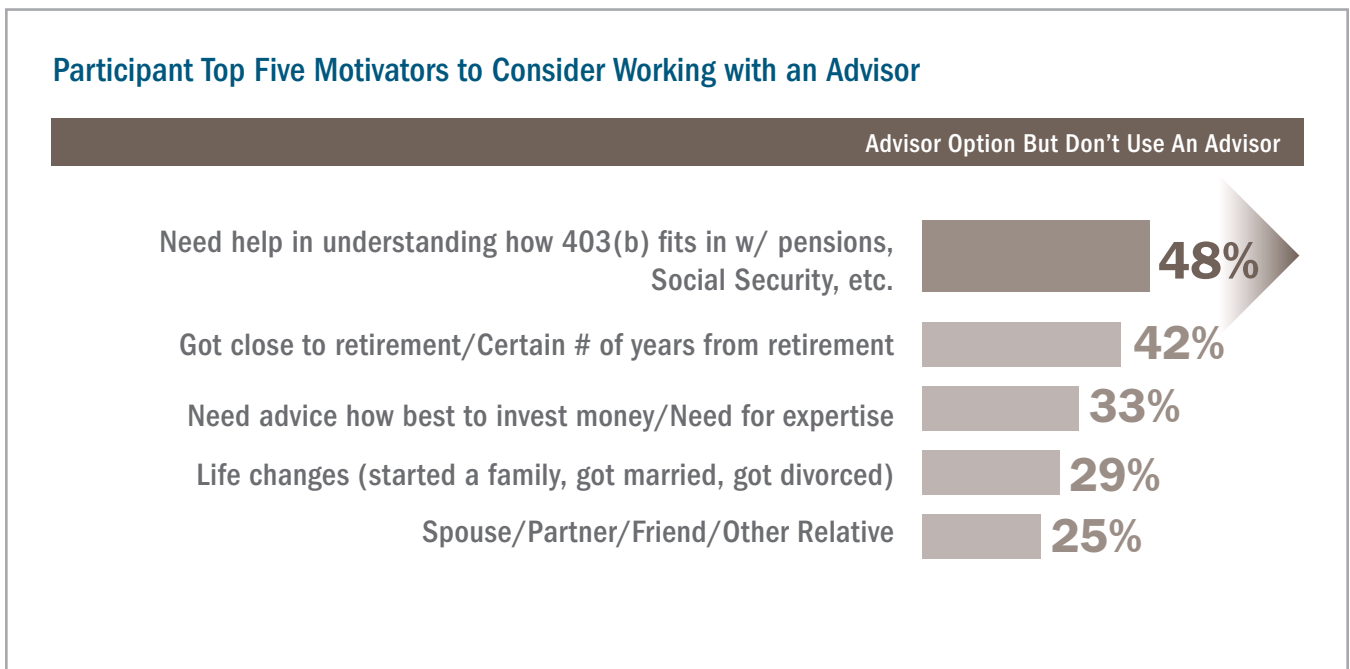 Participant Top Five Motivators to Consider Working with an Advisor
Advisor Option But Don’t Use An Advisor
Need help in understanding how 403(b) fits in w/ pensions,
Social Security, etc.
48%
Got close to retirement/Certain # of years from retirement
42%
Need advice how best to invest money/Need for expertise
33%
Life changes (started a family, got married, got divorced)
29%
Spouse/Partner/Friend/Other Relative
25%